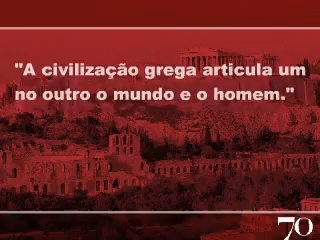 "A civilização grega articula um
no outro o mundo e o homem."
70